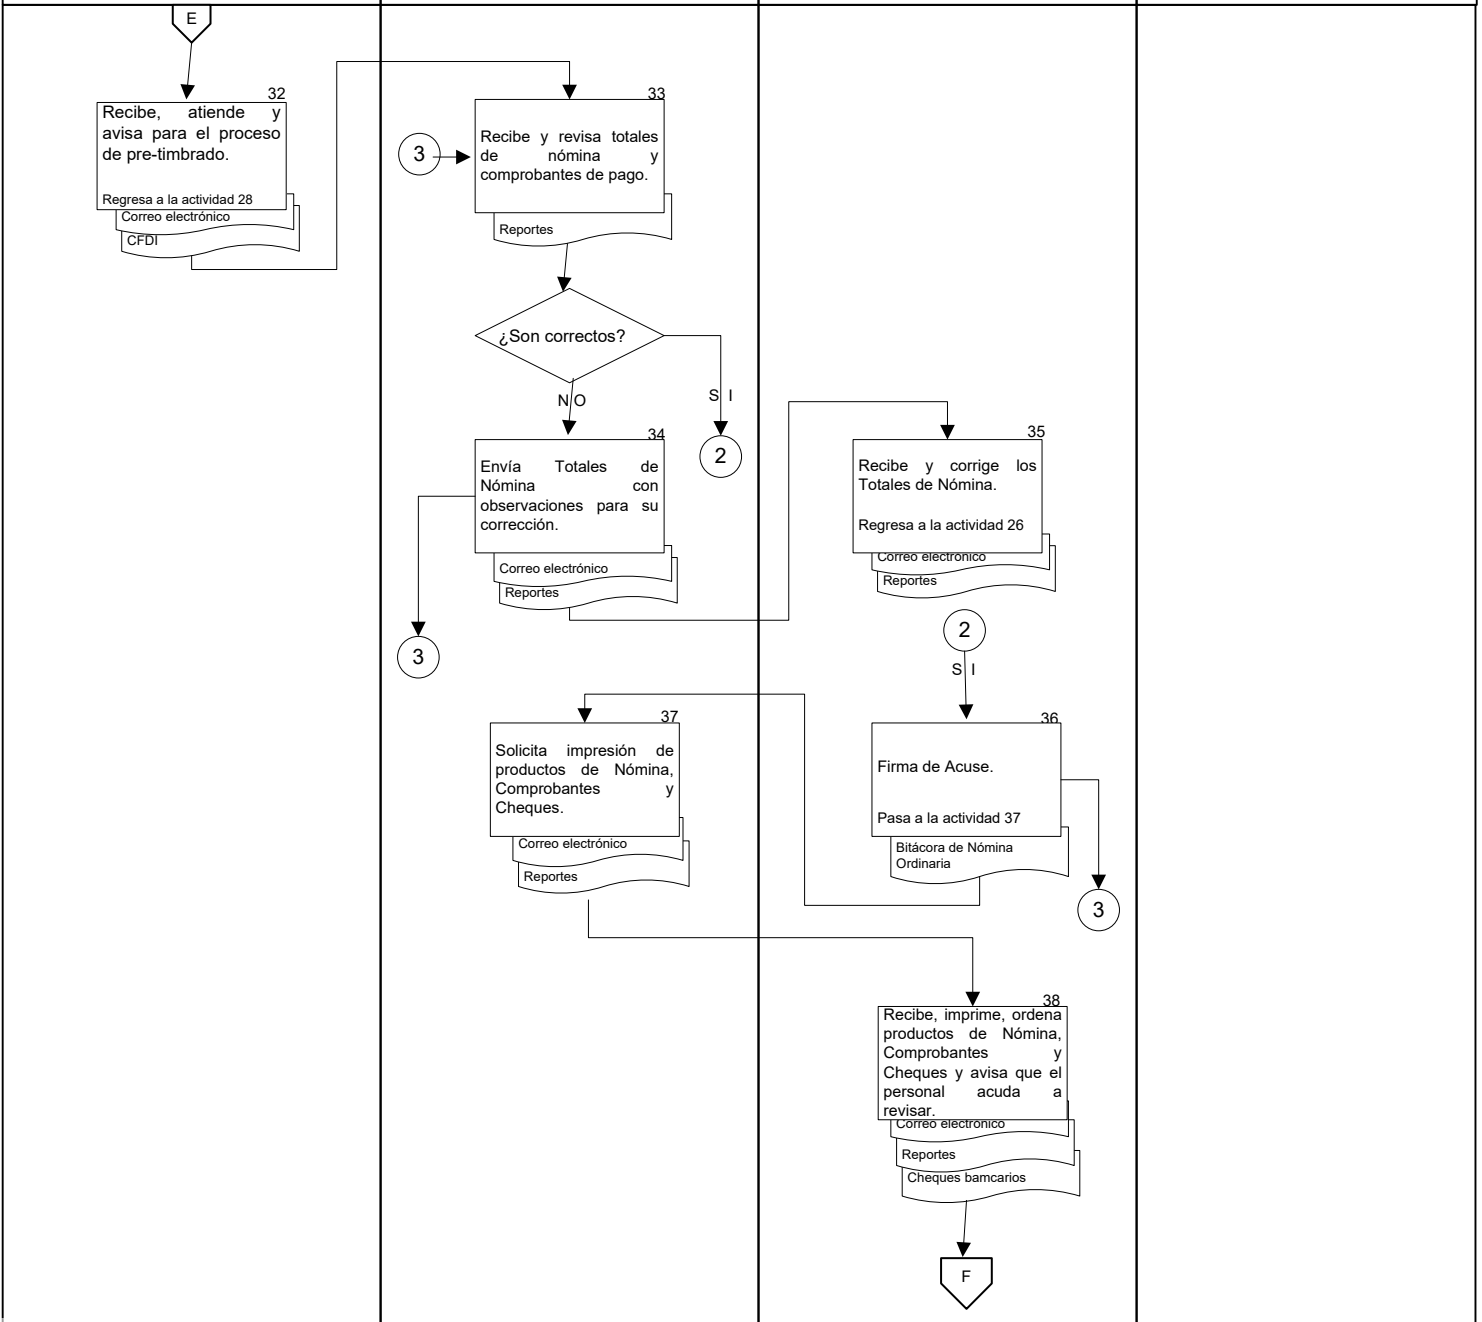 E
32
Recibe, atiende y
avisa para el proceso
de pre-timbrado.
Regresa a la actividad 28
Correo electrónico
CFDI
33
3
Recibe y revisa totales
de nómina y
comprobantes de pago.
Reportes
¿Son correctos?
NO
SI
2
34
Envía Totales de
Nómina con
observaciones para su
corrección.
Correo electrónico
Reportes
3
35
Recibe y corrige los
Totales de Nómina.
Regresa a la actividad 26
Correo electrónico
Reportes
2
SI
36
Firma de Acuse.
Pasa a la actividad 37
Bitácora de Nómina
Ordinaria
3
37
Solicita impresión de
productos de Nómina,
Comprobantes y
Cheques.
Correo electrónico
Reportes
38
Recibe, imprime, ordena
productos de Nómina,
Comprobantes y
Cheques y avisa que el
personal acuda a
revisar.
Correo electrónico
Reportes
Cheques bamcarios
F